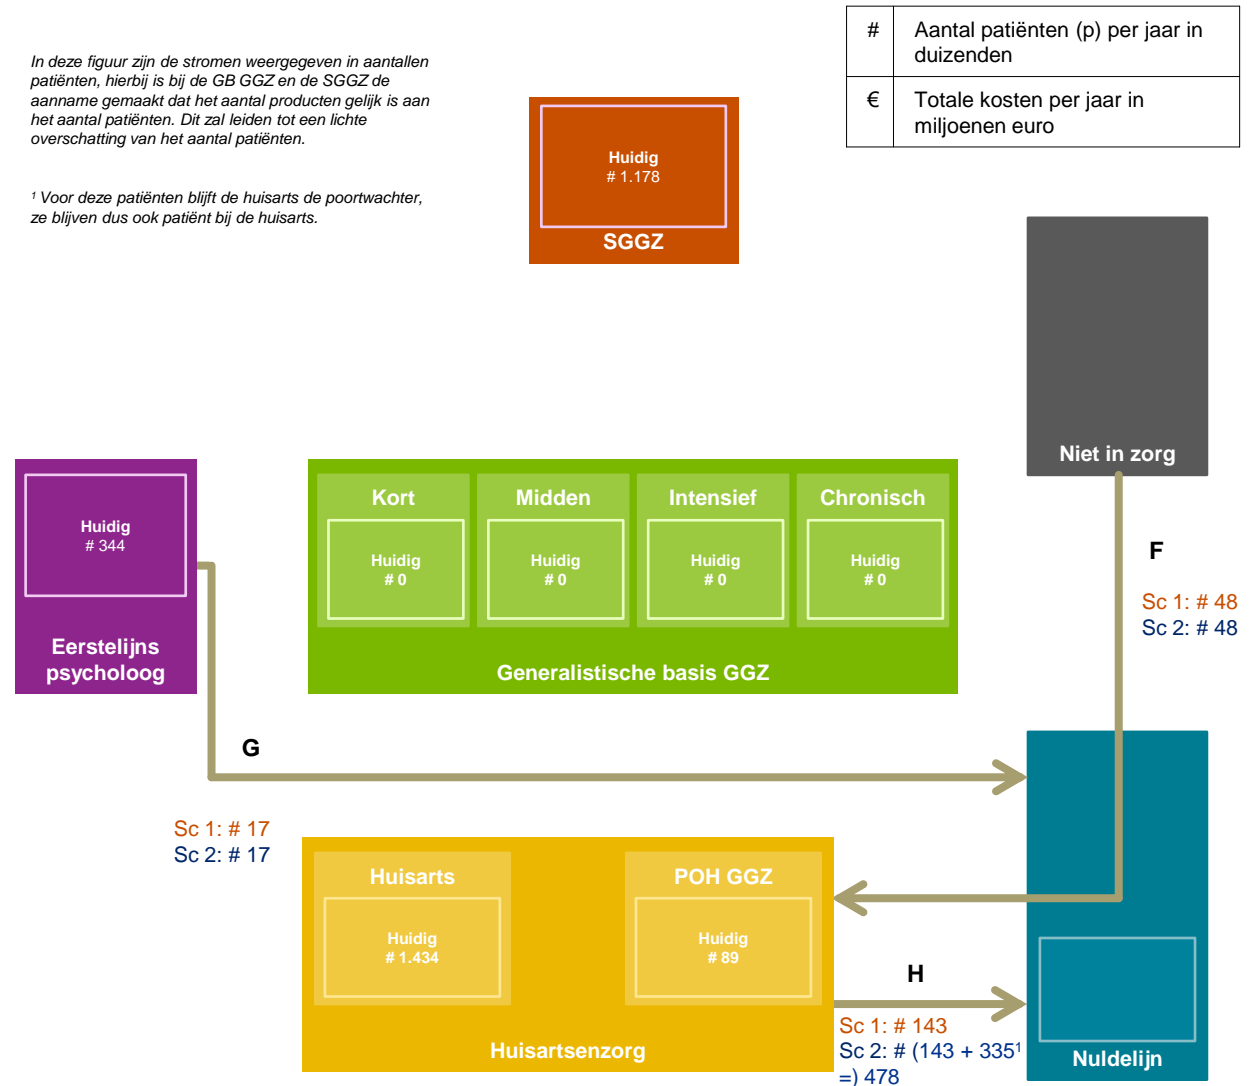 In deze figuur zijn de stromen weergegeven in aantallen
patiënten, hierbij is bij de GB GGZ en de SGGZ de
aanname gemaakt dat het aantal producten gelijk is aan
het aantal patiënten. Dit zal leiden tot een lichte
overschatting van het aantal patiënten.
¹ Voor deze patiënten blijft de huisarts de poortwachter,
ze blijven dus ook patiënt bij de huisarts.
# Aantal patiënten (p) per jaar in
duizenden
€ Totale kosten per jaar in
miljoenen euro
Huidig
# 1.178
SGGZ
Niet in zorg
Huidig
# 344
Eerstelijns
psycholoog
Kort
Huidig
# 0
Midden
Huidig
# 0
Intensief
Huidig
# 0
Chronisch
Huidig
# 0
Generalistische basis GGZ
F
Sc 1: # 48
Sc 2: # 48
G
Sc 1: # 17
Sc 2: # 17
Huisarts
Huidig
# 1.434
POH GGZ
Huidig
# 89
Huisartsenzorg
H
Sc 1: # 143
Sc 2: # (143 + 335¹
=) 478
Nuldelijn